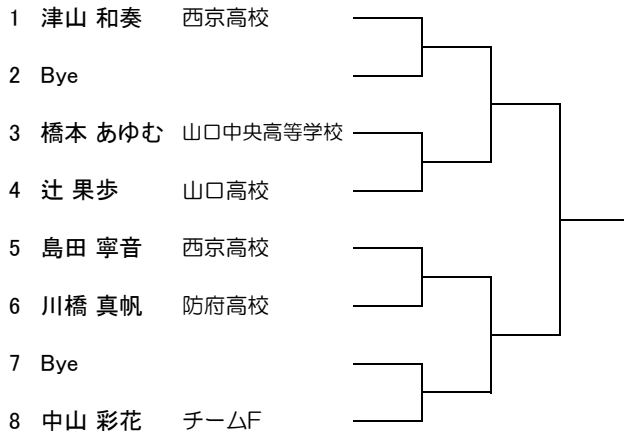 1 津山 和奏 西京高校
2 Bye
3 橋本 あゆむ 山口中央高等学校
4 辻 果歩 山口高校
5 島田 寧音 西京高校
6 川橋 真帆 防府高校
7 Bye
8 中山 彩花 チームF